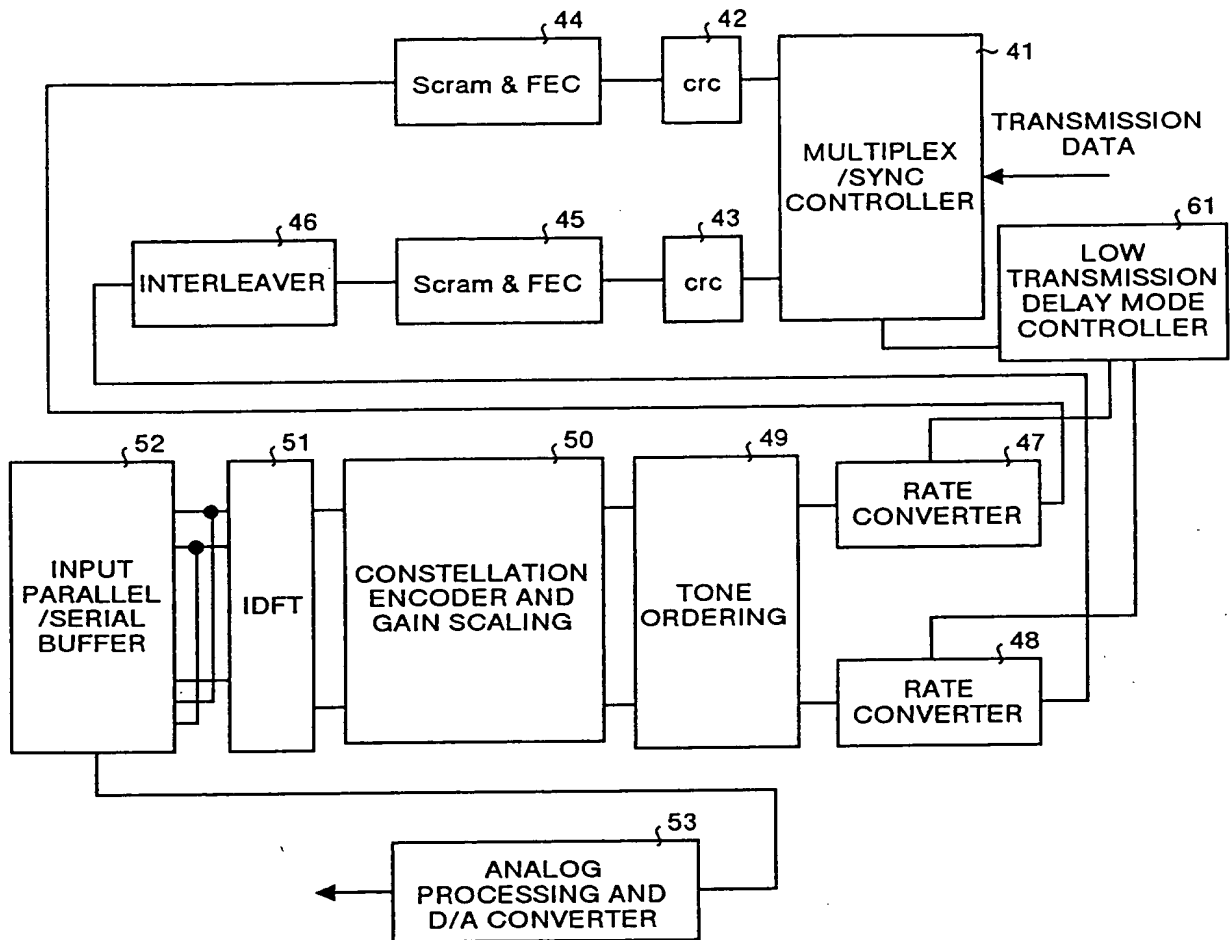 44
42
41
Scram & FEC
crc
MULTIPLEX
/SYNC
CONTROLLER
TRANSMISSION
DATA
46
45
43
61
INTERLEAVER
Scram & FEC
crc
LOW
TRANSMISSION
DELAY MODE
CONTROLLER
52
51
50
49
47
INPUT
PARALLEL
/SERIAL
BUFFER
IDFT
CONSTELLATION
ENCODER AND
GAIN SCALING
TONE
ORDERING
RATE
CONVERTER
48
RATE
CONVERTER
53
ANALOG
PROCESSING AND
D/A CONVERTER